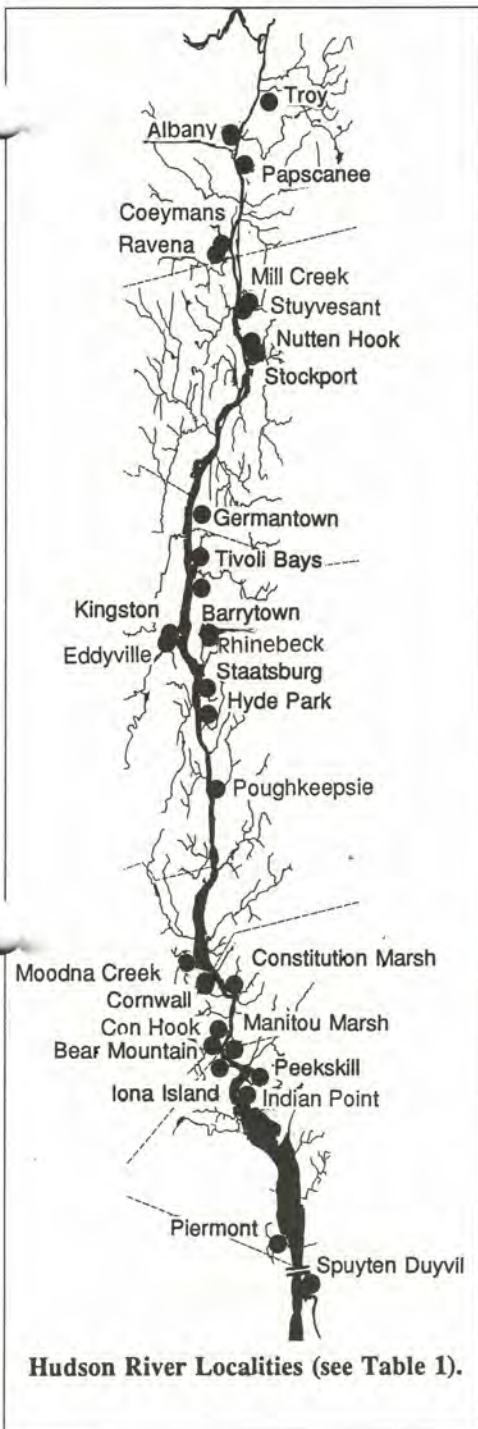 Troy
Albany
Papscanee
Coeymans
Ravena
Mill Creek
Stuyvesant
Nutten Hook
Stockport
Germantown
Tivoli Bays
Kingston
Barrytown
Rhinebeck
Eddyville
Staatsburg
Hyde Park
Poughkeepsie
Moodna Creek
Constitution Marsh
Cornwall
Con Hook
Manitou Marsh
Bear Mountain
Peekskill
Iona Island
Indian Point
Piermont
Spuyten Duyvil
Hudson River Localities (see Table 1).